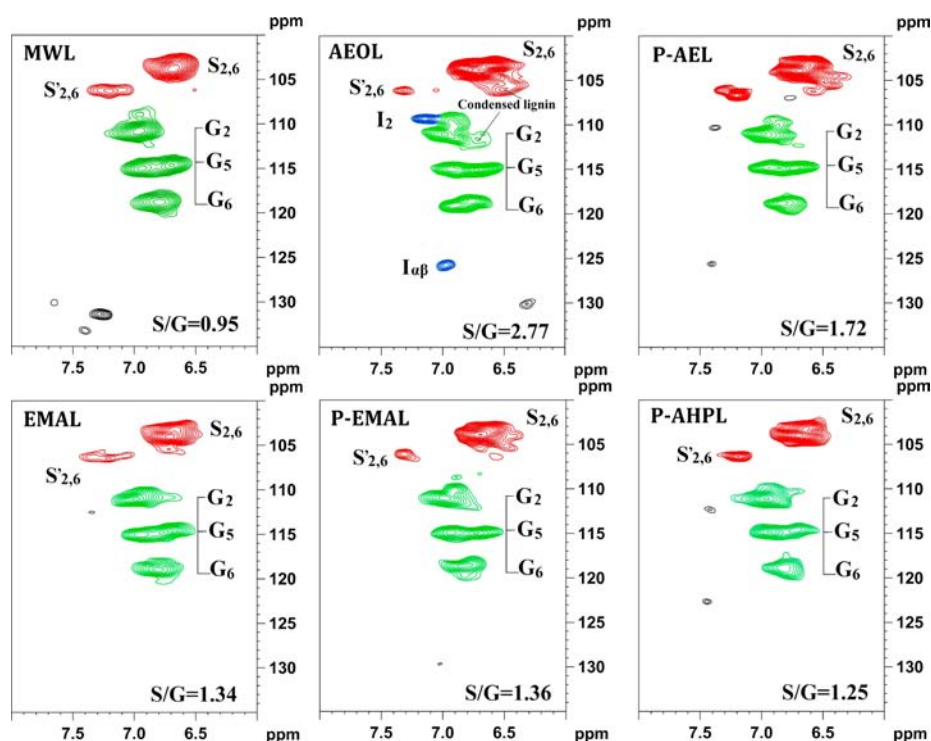 ppm
MWL
S2,6
S'2,6
G2
G5
G6
S/G=0.95
105
110
115
120
125
130
7.5 7.0 6.5 ppm
ppm
AEOL
S2,6
S'2,6
Condensed lignin
I2
G2
G5
G6
Iαβ
S/G=2.77
105
110
115
120
125
130
7.5 7.0 6.5 ppm
ppm
P-AEL
S2,6
S'2,6
G2
G5
G6
S/G=1.72
105
110
115
120
125
130
7.5 7.0 6.5 ppm
ppm
EMAL
S2,6
S'2,6
G2
G5
G6
S/G=1.34
105
110
115
120
125
130
7.5 7.0 6.5 ppm
ppm
P-EMAL
S2,6
S'2,6
G2
G5
G6
S/G=1.36
105
110
115
120
125
130
7.5 7.0 6.5 ppm
ppm
P-AHPL
S2,6
S'2,6
G2
G5
G6
S/G=1.25
105
110
115
120
125
130
7.5 7.0 6.5 ppm